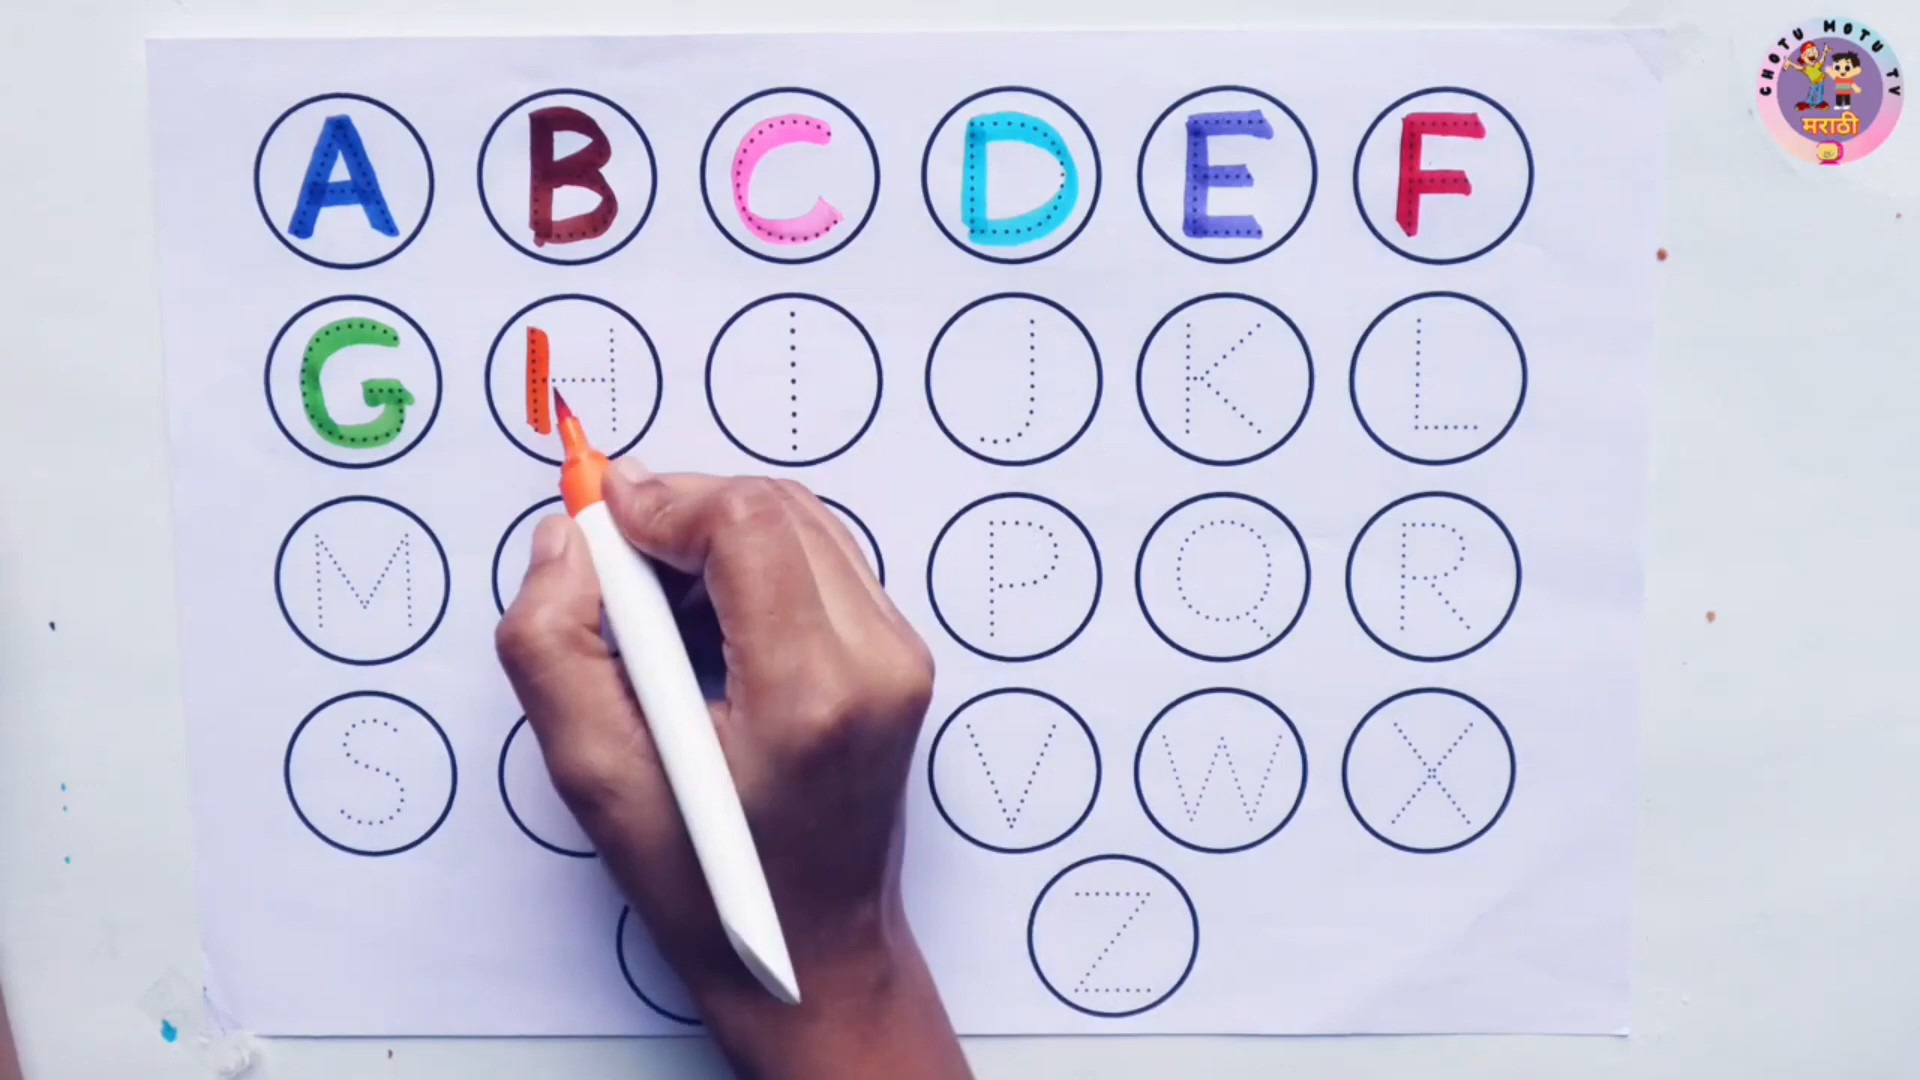 A B C D E F
G H I J K L
M P Q R
S V W X
Z
CHOTU MOTU TV
मराठी